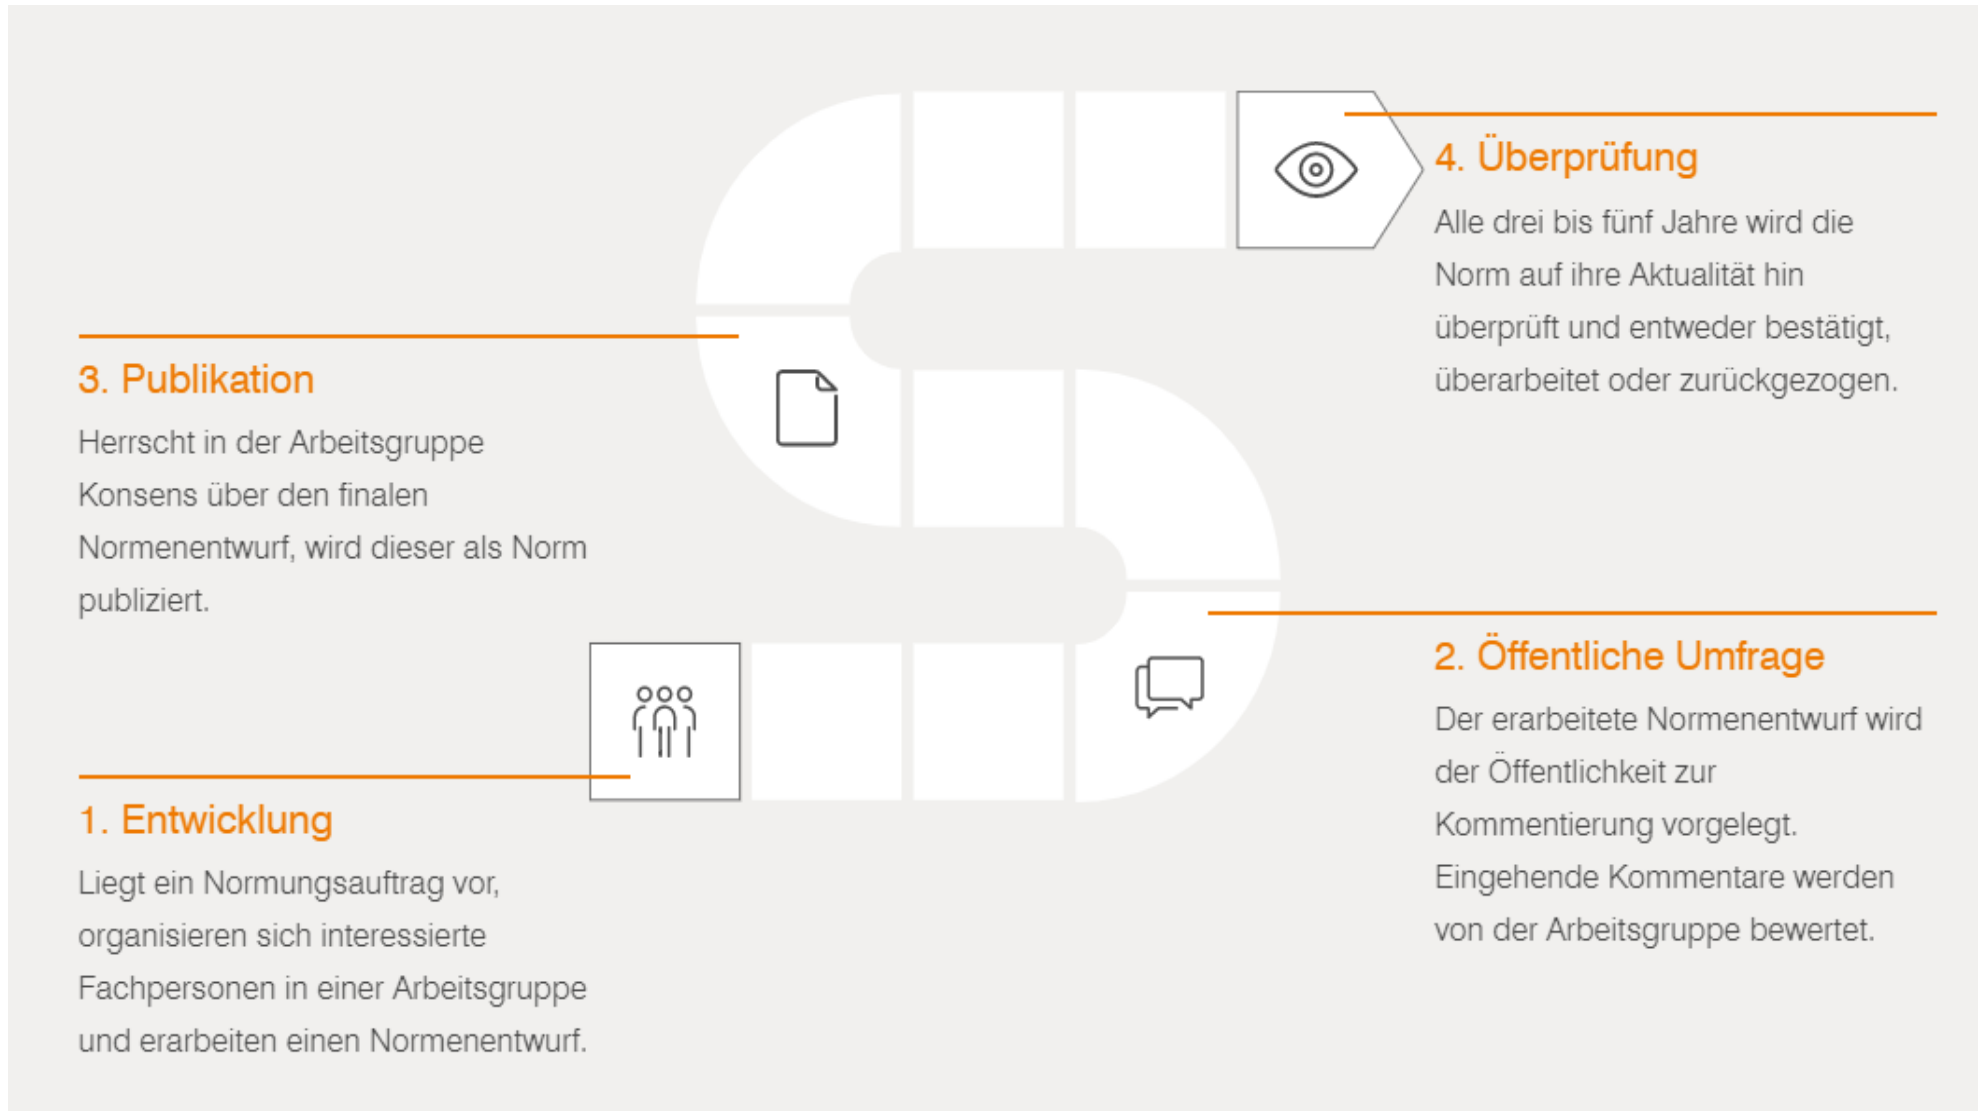 4. Überprüfung
Alle drei bis fünf Jahre wird die
Norm auf ihre Aktualität hin
überprüft und entweder bestätigt,
überarbeitet oder zurückgezogen.
3. Publikation
Herrscht in der Arbeitsgruppe
Konsens über den finalen
Normenentwurf, wird dieser als Norm
publiziert.
2. Öffentliche Umfrage
Der erarbeitete Normenentwurf wird
der Öffentlichkeit zur
Kommentierung vorgelegt.
Eingehende Kommentare werden
von der Arbeitsgruppe bewertet.
1. Entwicklung
Liegt ein Normungsauftrag vor,
organisieren sich interessierte
Fachpersonen in einer Arbeitsgruppe
und erarbeiten einen Normenentwurf.